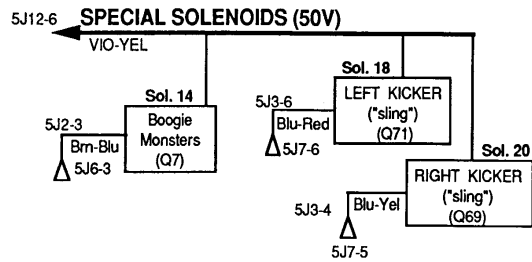 5J12-6
SPECIAL SOLENOIDS (50V)
VIO-YEL
Sol. 14
Boogie
Monsters
(Q7)
5J2-3
Brn-Blu
5J6-3
Sol. 18
LEFT KICKER
("sling")
(Q71)
5J3-6
Blu-Red
5J7-6
Sol. 20
RIGHT KICKER
("sling")
(Q69)
5J3-4
Blu-Yel
5J7-5